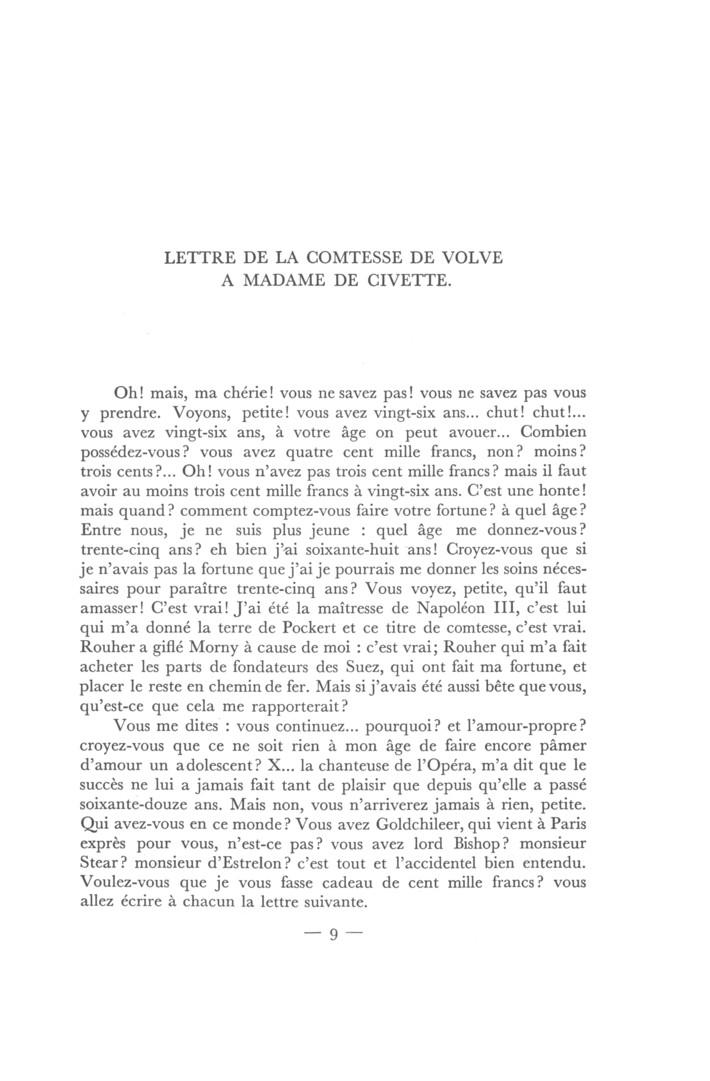 LETTRE DE LA COMTESSE DE VOLVE
A MADAME DE CIVETTE.
Oh! mais, ma chérie! vous ne savez pas! vous ne savez pas vous
y prendre. Voyons, petite! vous avez vingt-six ans... chut! chut!...
vous avez vingt-six ans, à votre âge on peut avouer... Combien
possédez-vous? vous avez quatre cent mille francs, non? moins?
trois cents?... Oh! vous n'avez pas trois cent mille francs? mais il faut
avoir au moins trois cent mille francs à vingt-six ans. C'est une honte!
mais quand? comment comptez-vous faire votre fortune? à quel âge?
Entre nous, je ne suis plus jeune : quel âge me donnez-vous?
trente-cinq ans? eh bien j'ai soixante-huit ans! Croyez-vous que si
je n'avais pas la fortune que j'ai je pourrais me donner les soins néces-
saires pour paraître trente-cinq ans? Vous voyez, petite, qu'il faut
amasser! C'est vrai! J'ai été la maîtresse de Napoléon III, c'est lui
qui m'a donné la terre de Pockert et ce titre de comtesse, c'est vrai.
Rouher a giflé Morny à cause de moi : c'est vrai; Rouher qui m'a fait
acheter les parts de fondateurs des Suez, qui ont fait ma fortune, et
placer le reste en chemin de fer. Mais si j'avais été aussi bête que vous,
qu'est-ce que cela me rapporterait?
Vous me dites : vous continuez... pourquoi? et l'amour-propre?
croyez-vous que ce ne soit rien à mon âge de faire encore pâmer
d'amour un adolescent? X... la chanteuse de l'Opéra, m'a dit que le
succès ne lui a jamais fait tant de plaisir que depuis qu'elle a passé
soixante-douze ans. Mais non, vous n'arriverez jamais à rien, petite.
Qui avez-vous en ce monde? Vous avez Goldchileer, qui vient à Paris
exprès pour vous, n'est-ce pas? vous avez lord Bishop? monsieur
Stear? monsieur d'Estrelon? c'est tout et l'accidentel bien entendu.
Voulez-vous que je vous fasse cadeau de cent mille francs? vous
allez écrire à chacun la lettre suivante.
— 9 —